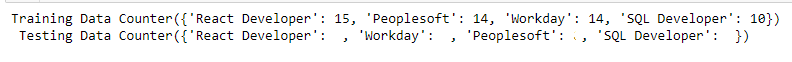 Training Data Counter({'React Developer': 15, 'Peoplesoft': 14, 'Workday': 14, 'SQL Developer': 10})
Testing Data Counter({'React Developer': , 'Workday': , 'Peoplesoft': , 'SQL Developer': })